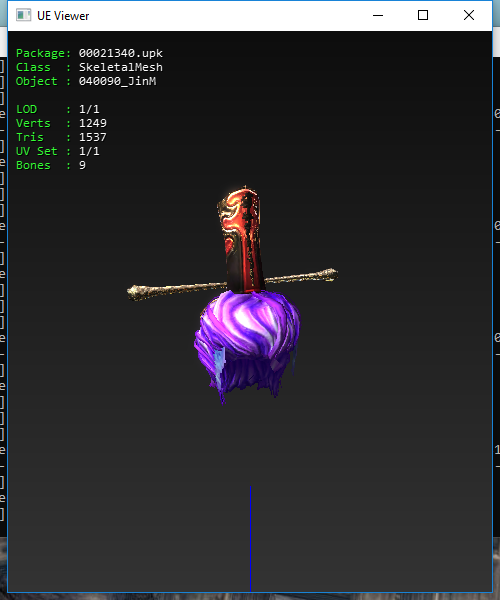 UE Viewer
Package: 00021340.upk
Class  : SkeletalMesh
Object : 040090_JinM
LOD    : 1/1
Verts  : 1249
Tris   : 1537
UV Set : 1/1
Bones  : 9